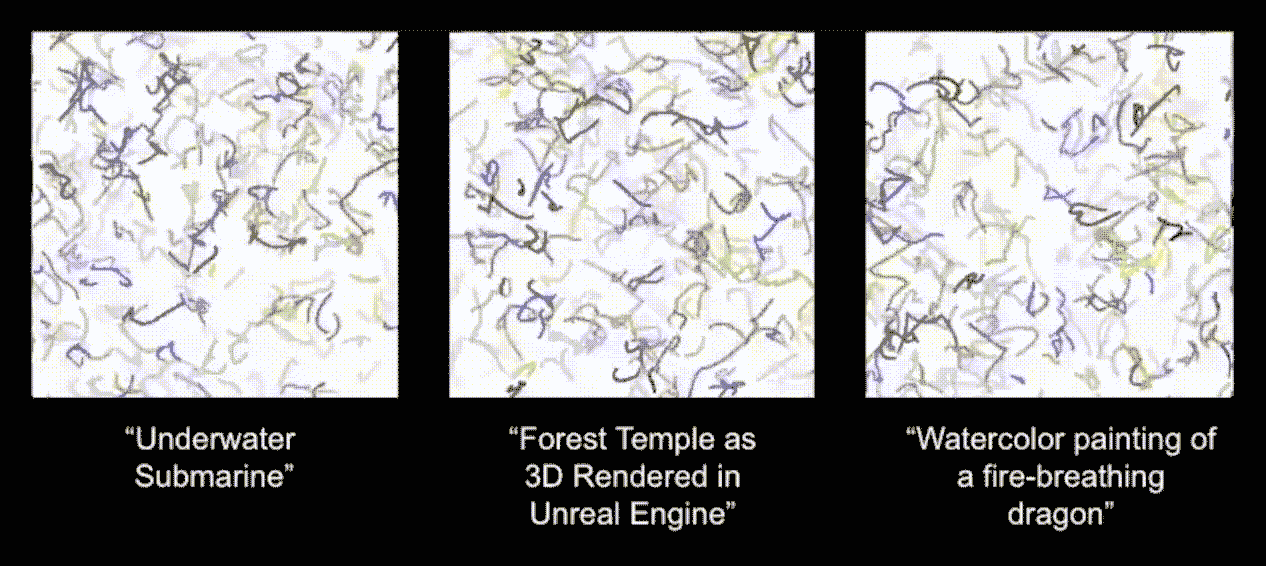 “Underwater
Submarine”
“Forest Temple as
3D Rendered in
Unreal Engine”
“Watercolor painting of
a fire-breathing
dragon”